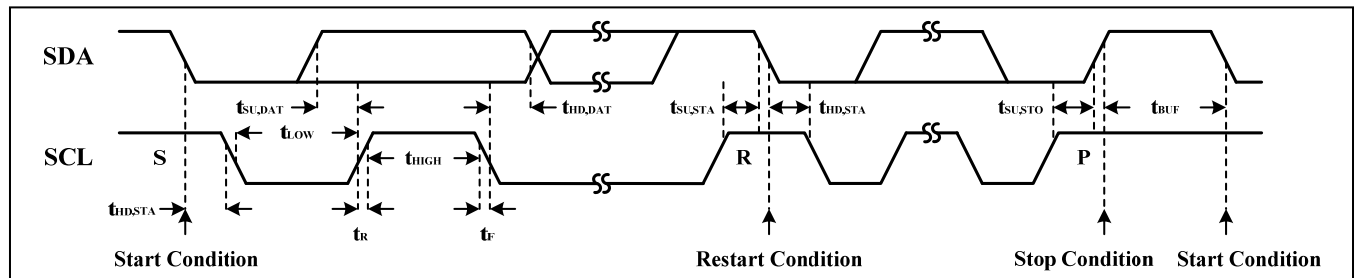 SDA
tSU,DAT tHD,DAT tSU,STA tHD,STA tSU,STO tBUF
tLOW
SCL S tHIGH R P
tHD,STA
tR tF
Start Condition Restart Condition Stop Condition Start Condition